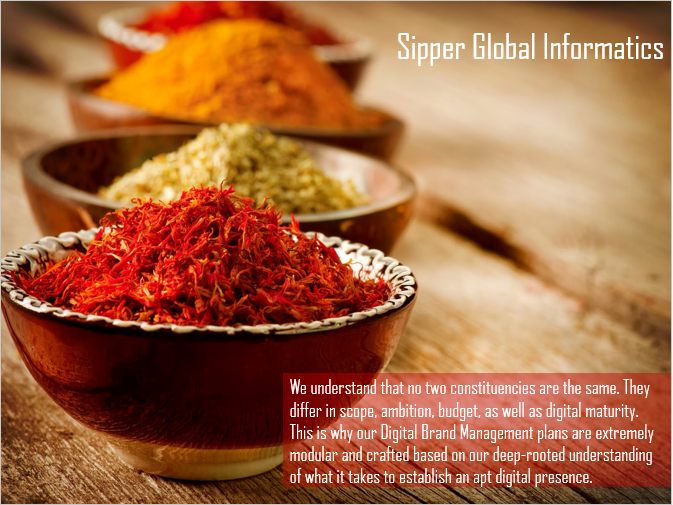 Sipper Global Informatics
We understand that no two constituencies are the same. They
differ in scope, ambition, budget, as well as digital maturity.
This is why our Digital Brand Management plans are extremely
modular and crafted based on our deep-rooted understanding
of what it takes to establish an apt digital presence.